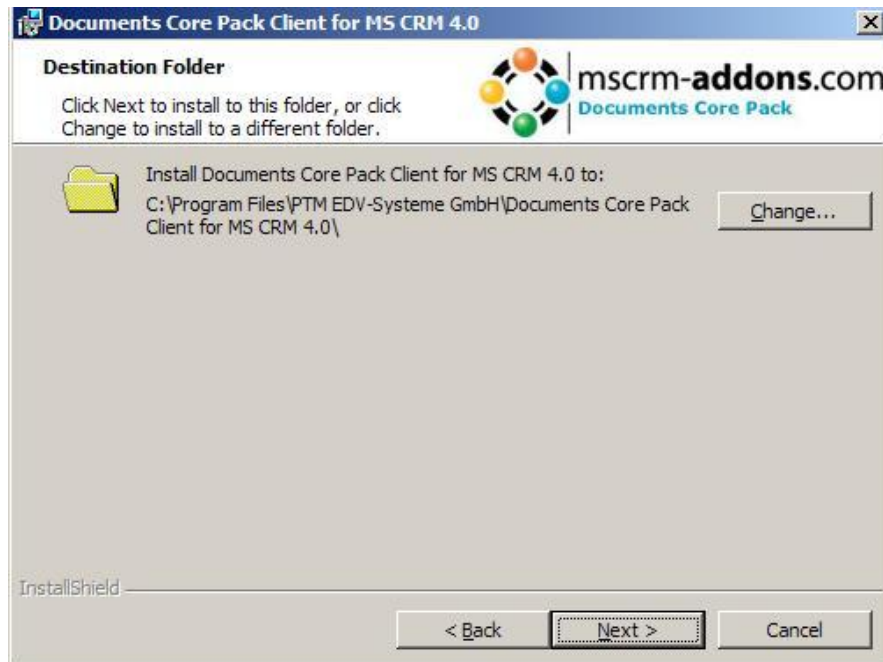 Documents Core Pack Client for MS CRM 4.0
Destination Folder
Click Next to install to this folder, or click
Change to install to a different folder.
mscrm-addons.com
Documents Core Pack
Install Documents Core Pack Client for MS CRM 4.0 to:
C:\Program Files\PTM EDV-Systeme GmbH\Documents Core Pack
Client for MS CRM 4.0\
Change...
InstallShield
< Back
Next >
Cancel